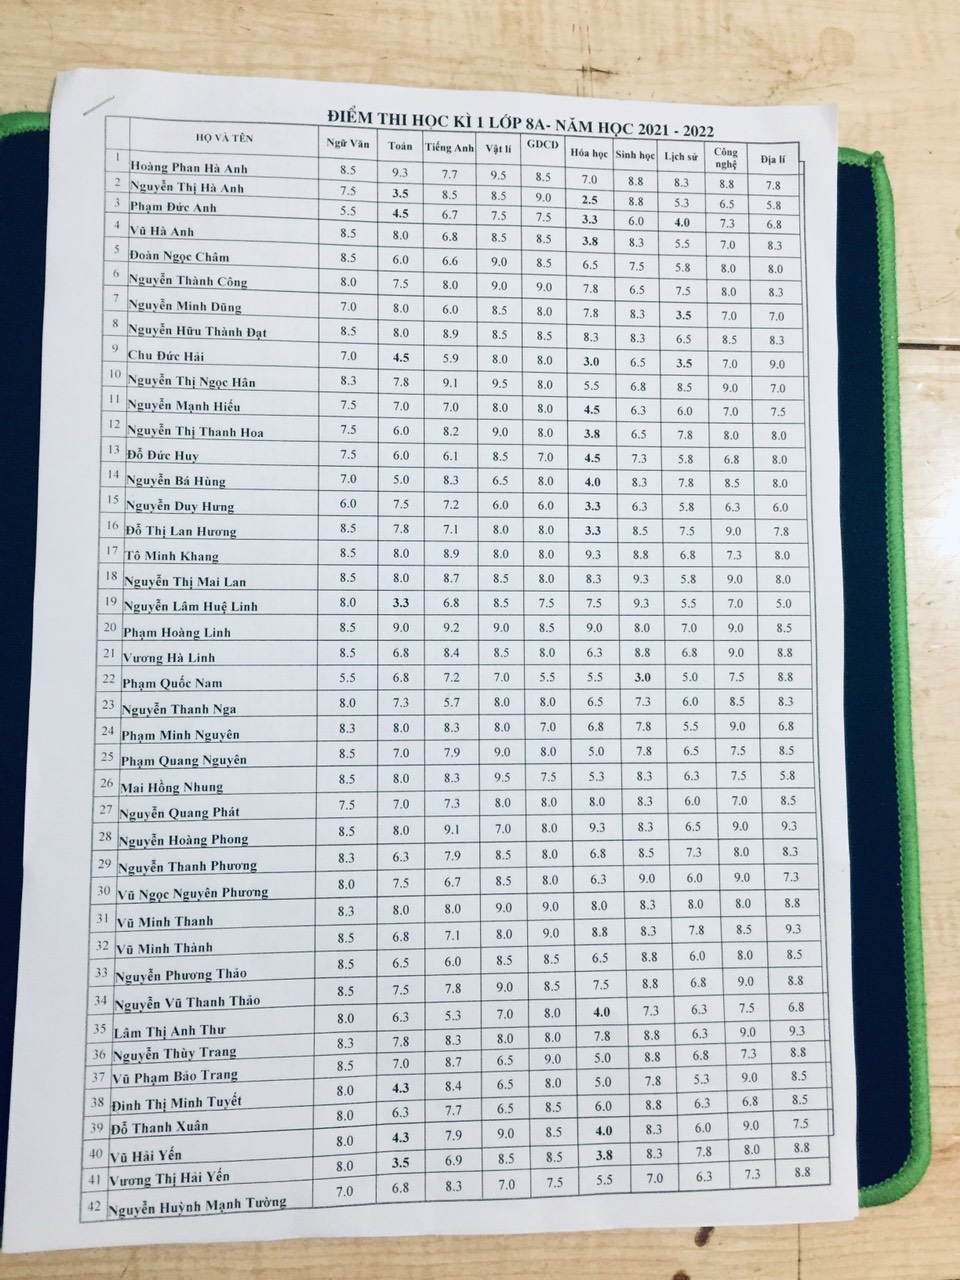 ĐIỂM THI HỌC KÌ 1 LỚP 8A- NĂM HỌC 2021 - 2022
HỌ VÀ TÊN Ngữ Văn Toán Tiếng Anh Vật lí GDCD Hóa học Sinh học Lịch sử Công nghệ Địa lí
1 Hoàng Phan Hà Anh 8.5 9.3 7.7 9.5 8.5 7.0 8.8 8.3 8.8 7.8
2 Nguyễn Thị Hà Anh 7.5 3.5 8.5 8.5 9.0 2.5 8.8 5.3 6.5 5.8
3 Phạm Đức Anh 5.5 4.5 6.7 7.5 7.5 3.3 6.0 4.0 7.3 6.8
4 Vũ Hà Anh 8.5 8.0 6.8 8.5 8.5 3.8 8.3 5.5 7.0 8.3
5 Đoàn Ngọc Châm 8.5 6.0 6.6 9.0 8.5 6.5 7.5 5.8 8.0 8.0
6 Nguyễn Thành Công 8.0 7.5 8.0 9.0 9.0 7.8 6.5 7.5 8.0 8.3
7 Nguyễn Minh Dũng 7.0 8.0 6.0 8.5 8.0 7.8 8.3 3.5 7.0 7.0
8 Nguyễn Hữu Thành Đạt 8.5 8.0 8.9 8.5 8.5 8.3 8.3 6.5 8.5 8.3
9 Chu Đức Hải 7.0 4.5 5.9 8.0 8.0 3.0 6.5 3.5 7.0 9.0
10 Nguyễn Thị Ngọc Hân 8.3 7.8 9.1 9.5 8.0 5.5 6.8 8.5 9.0 7.0
11 Nguyễn Mạnh Hiếu 7.5 7.0 7.0 8.0 8.0 4.5 6.3 6.0 7.0 7.5
12 Nguyễn Thị Thanh Hoa 7.5 6.0 8.2 9.0 8.0 3.8 6.5 7.8 8.0 8.0
13 Đỗ Đức Huy 7.5 6.0 6.1 8.5 7.0 4.5 7.3 5.8 6.8 8.0
14 Nguyễn Bá Hùng 7.0 5.0 8.3 6.5 8.0 4.0 8.3 7.8 8.5 8.0
15 Nguyễn Duy Hưng 6.0 7.5 7.2 6.0 6.0 3.3 6.3 5.8 6.3 6.0
16 Đỗ Thị Lan Hương 8.5 7.8 7.1 8.0 8.0 3.3 8.5 7.5 9.0 7.8
17 Tô Minh Khang 8.5 8.0 8.9 8.0 8.0 9.3 8.8 6.8 7.3 8.0
18 Nguyễn Thị Mai Lan 8.5 8.0 8.7 8.5 8.0 8.3 9.3 5.8 9.0 8.0
19 Nguyễn Lâm Huệ Linh 8.0 3.3 6.8 8.5 7.5 7.5 9.3 5.5 7.0 5.0
20 Phạm Hoàng Linh 8.5 9.0 9.2 9.0 8.5 9.0 8.0 7.0 9.0 8.5
21 Vương Hà Linh 8.5 6.8 8.4 8.5 8.0 6.3 8.8 6.8 9.0 8.8
22 Phạm Quốc Nam 5.5 6.8 7.2 7.0 5.5 5.5 3.0 5.0 7.5 8.8
23 Nguyễn Thanh Nga 8.0 7.3 5.7 8.0 8.0 6.5 7.3 6.0 8.5 8.3
24 Phạm Minh Nguyên 8.3 8.0 8.3 8.0 7.0 6.8 7.8 5.5 9.0 6.8
25 Phạm Quang Nguyên 8.5 7.0 7.9 9.0 8.0 5.0 7.8 6.5 7.5 8.5
26 Mai Hồng Nhung 8.5 8.0 8.3 9.5 7.5 5.3 8.3 6.3 7.5 5.8
27 Nguyễn Quang Phát 7.5 7.0 7.3 8.0 8.0 8.0 8.3 6.0 7.0 8.5
28 Nguyễn Hoàng Phong 8.5 8.0 9.1 7.0 8.0 9.3 8.3 6.5 9.0 9.3
29 Nguyễn Thanh Phương 8.3 6.3 7.9 8.5 8.0 6.8 8.5 7.3 8.0 8.3
30 Vũ Ngọc Nguyên Phương 8.0 7.5 6.7 8.5 8.0 6.3 9.0 6.0 9.0 7.3
31 Vũ Minh Thanh 8.3 8.0 8.0 9.0 9.0 8.0 8.3 8.0 8.0 8.8
32 Vũ Minh Thành 8.5 6.8 7.1 8.0 9.0 8.8 8.3 7.8 8.5 9.3
33 Nguyễn Phương Thảo 8.5 6.5 6.0 8.5 8.5 6.5 8.8 6.0 8.0 8.5
34 Nguyễn Vũ Thanh Thảo 8.5 7.5 7.8 9.0 8.5 7.5 8.8 6.8 9.0 8.8
35 Lâm Thị Anh Thư 8.0 6.3 5.3 7.0 8.0 4.0 7.3 6.3 7.5 6.8
36 Nguyễn Thùy Trang 8.3 7.8 8.3 8.0 8.0 7.8 8.8 6.3 9.0 9.3
37 Vũ Phạm Bảo Trang 8.5 7.0 8.7 6.5 9.0 5.0 8.8 6.8 7.3 8.8
38 Đinh Thị Minh Tuyết 8.0 4.3 8.4 6.5 8.0 5.0 7.8 5.3 9.0 8.5
39 Đỗ Thanh Xuân 8.0 6.3 7.7 6.5 8.5 6.0 8.8 6.3 6.8 8.5
40 Vũ Hải Yến 8.0 4.3 7.9 9.0 8.5 4.0 8.3 6.0 9.0 7.5
41 Vương Thị Hải Yến 8.0 3.5 6.9 8.5 8.5 3.8 8.3 7.8 8.0 8.8
42 Nguyễn Huỳnh Mạnh Tường 7.0 6.8 8.3 7.0 7.5 5.5 7.0 6.3 7.3 8.8